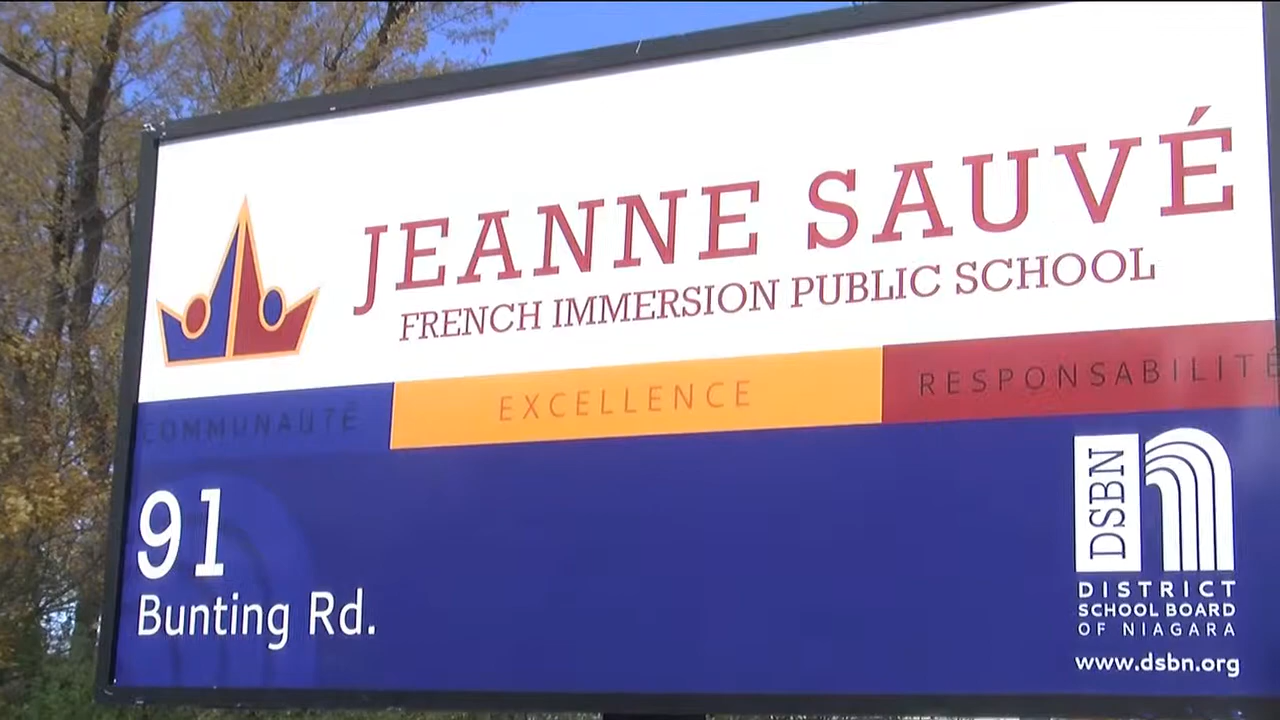 JEANNE SAUVÉ
FRENCH IMMERSION PUBLIC SCHOOL
COMMUNAUTÉ EXCELLENCE RESPONSABILITÉ
91
Bunting Rd.
DSBN
DISTRICT
SCHOOL BOARD
OF NIAGARA
www.dsbn.org